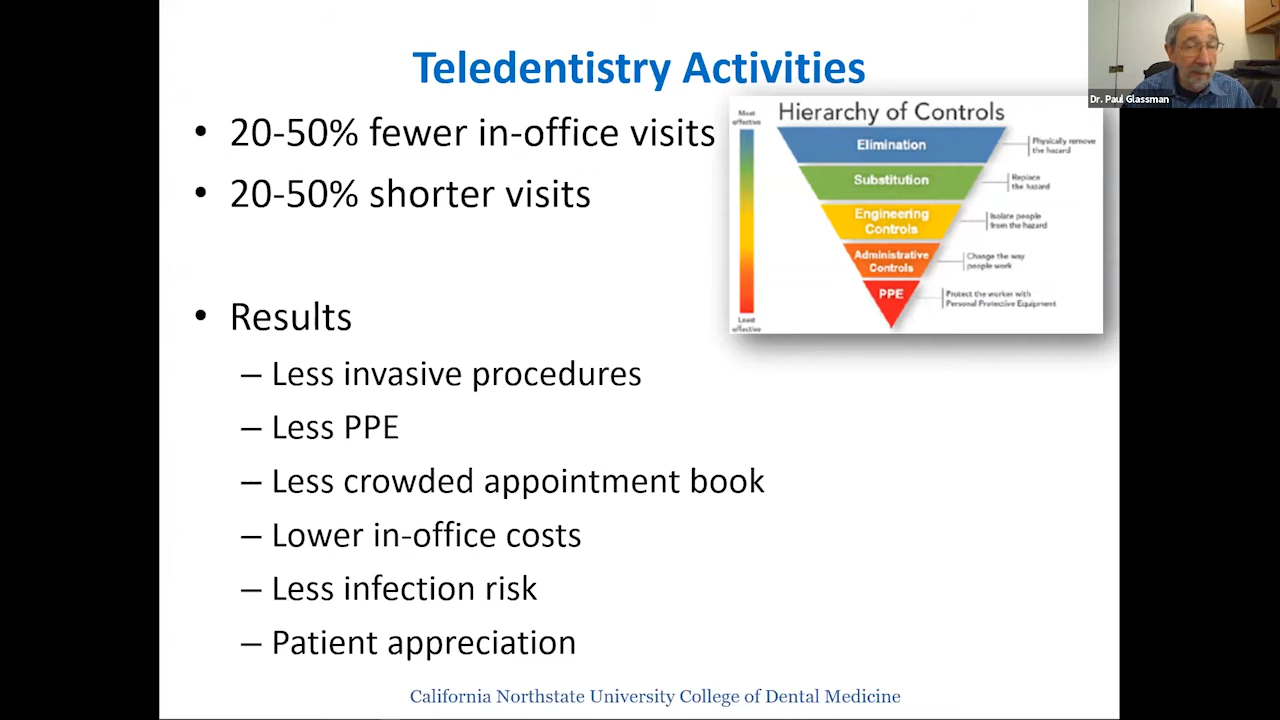 Teledentistry Activities
• 20-50% fewer in-office visits
• 20-50% shorter visits
• Results
– Less invasive procedures
– Less PPE
– Less crowded appointment book
– Lower in-office costs
– Less infection risk
– Patient appreciation
Hierarchy of Controls
Most
effective
Elimination
Physically remove
the hazard
Substitution
Replace
the hazard
Engineering
Controls
Isolate people
from the hazard
Administrative
Controls
Change the way
people work
PPE
Protect the worker with
Personal Protective Equipment
Least
effective
Dr. Paul Glassman
California Northstate University College of Dental Medicine